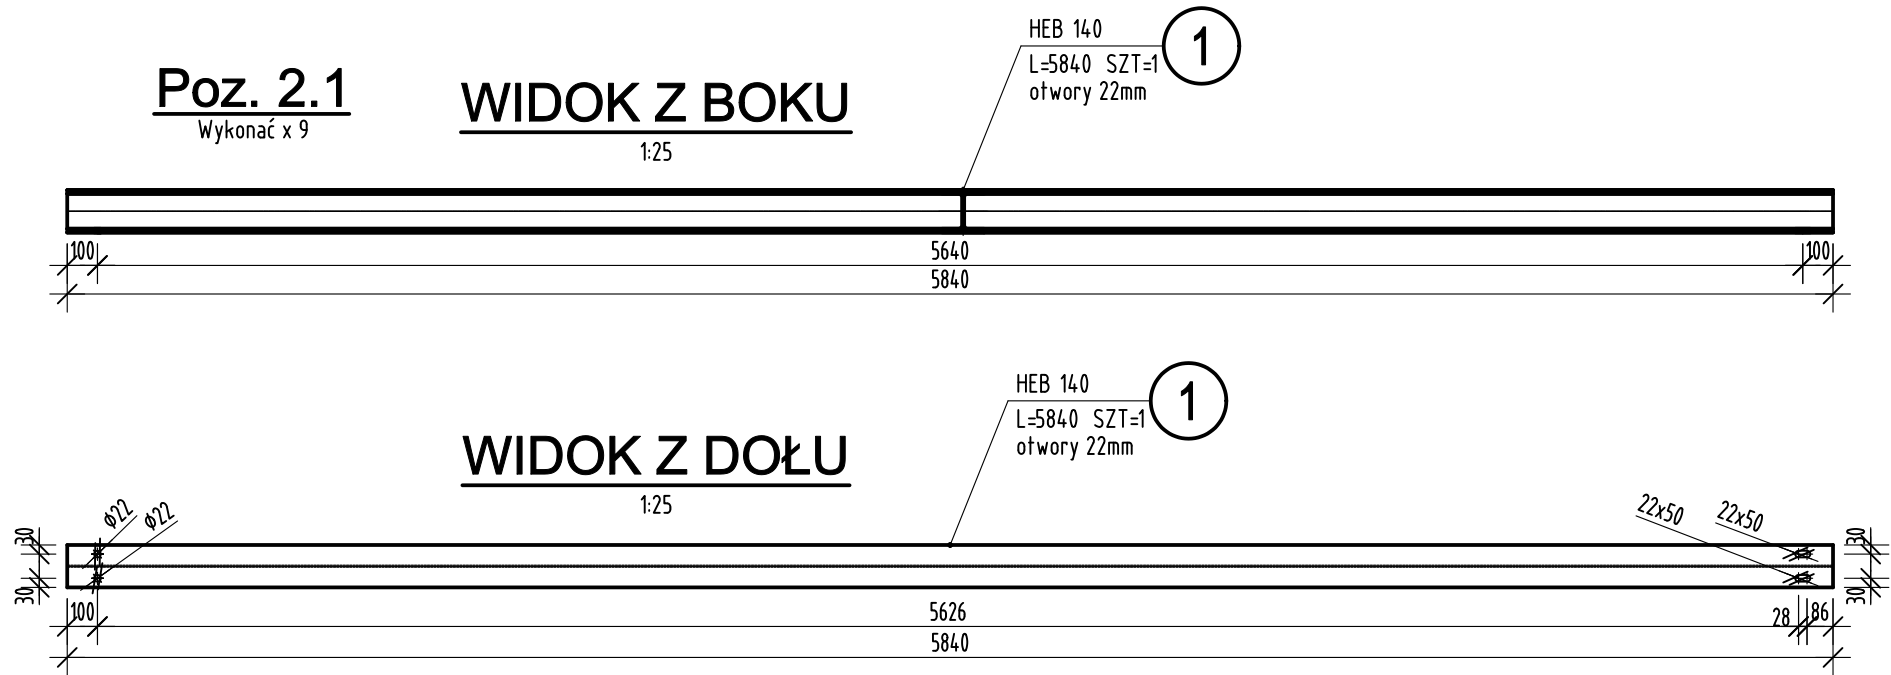 Poz. 2.1
Wykonać x 9
WIDOK Z BOKU
1:25
HEB 140
L=5840 SZT=1
otwory 22mm
1
100
5640
100
5840
WIDOK Z DOŁU
1:25
HEB 140
L=5840 SZT=1
otwory 22mm
1
ϕ22
ϕ22
22x50
22x50
30
30
30
30
100
5626
28
86
5840